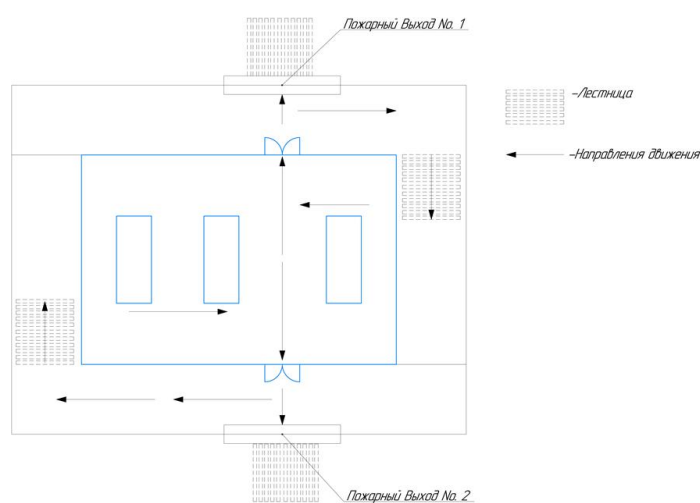 Пожарный Выход No. 1
-Лестница
-Направления движения
Пожарный Выход No. 2